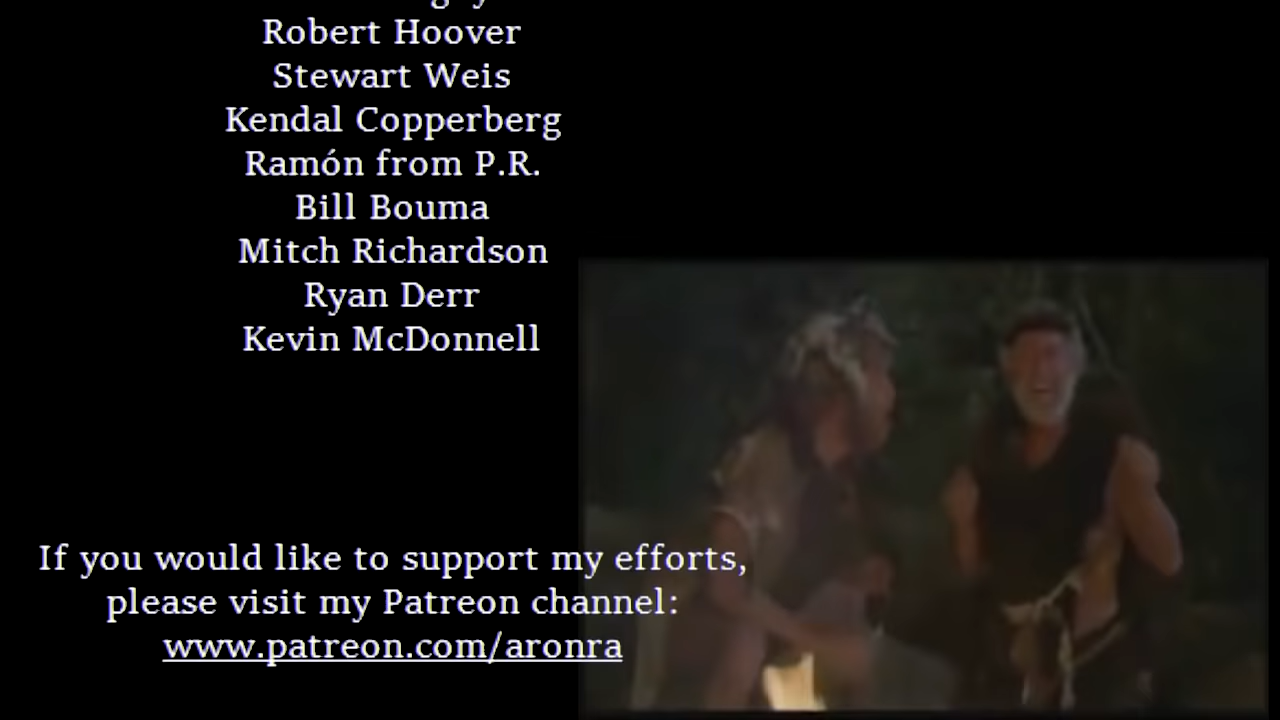 Robert Hoover
Stewart Weis
Kendal Copperberg
Ramón from P.R.
Bill Bouma
Mitch Richardson
Ryan Derr
Kevin McDonnell
If you would like to support my efforts,
please visit my Patreon channel:
www.patreon.com/aronra